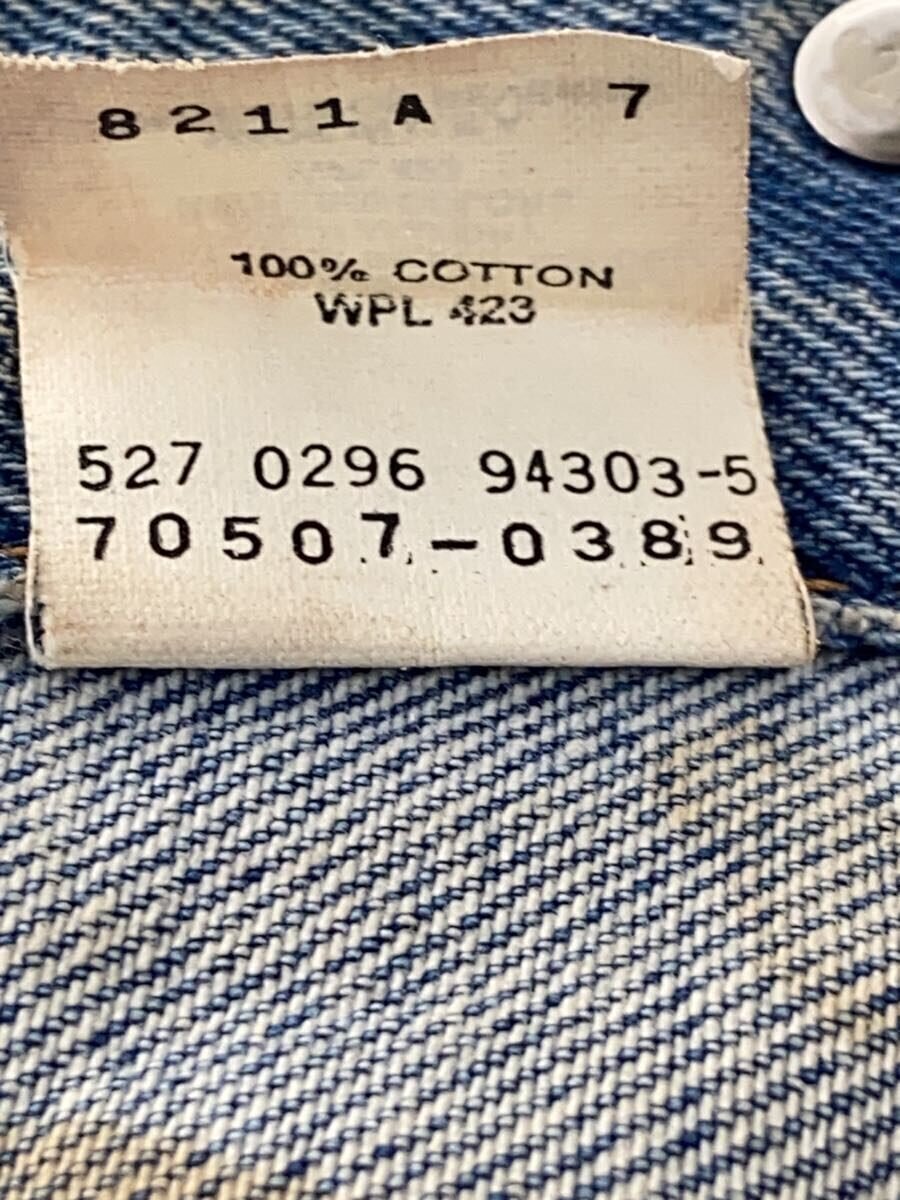 8211A 7
100% COTTON
WPL 423
527 0296 94303-5
70507-0389